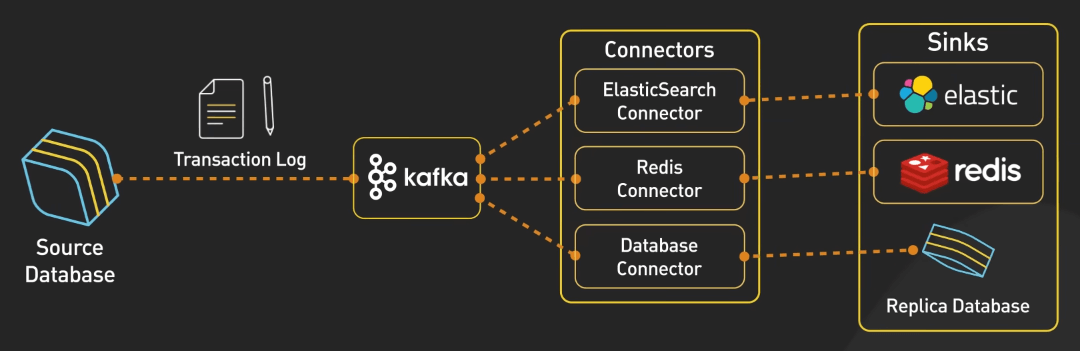 Source
Database
Transaction Log
kafka
Connectors
ElasticSearch
Connector
Redis
Connector
Database
Connector
Sinks
elastic
redis
Replica Database